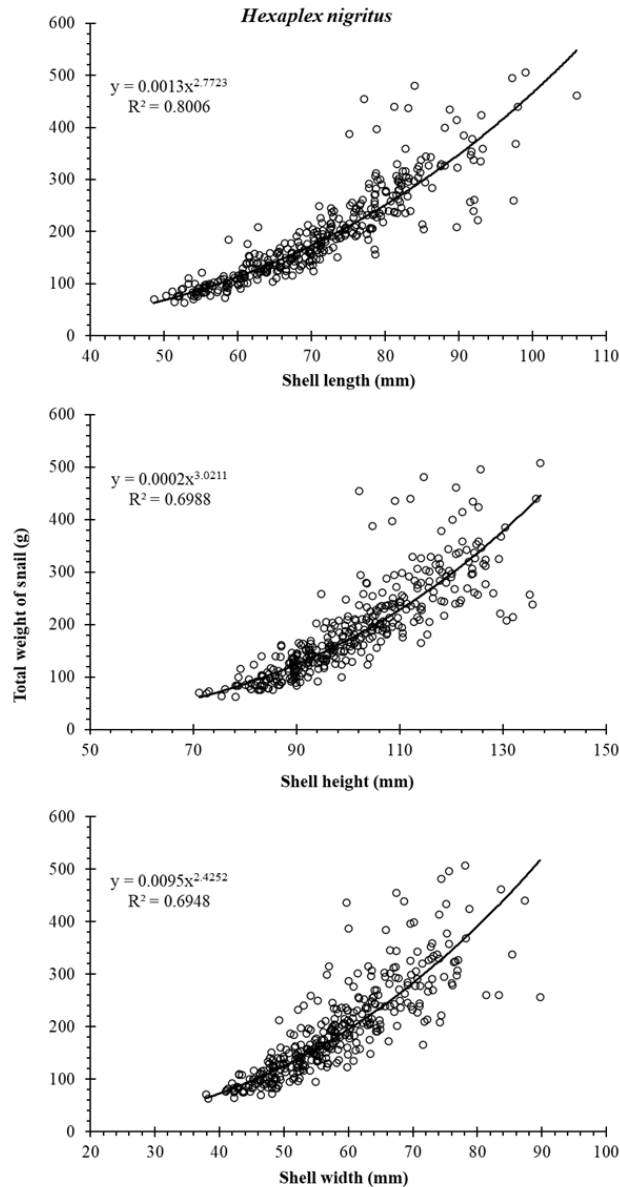 Hexaplex nigritus
600
500
400
300
200
100
0
y = 0.0013x^2.7723
R² = 0.8006
40 50 60 70 80 90 100 110
Shell length (mm)
Total weight of snail (g)
600
500
400
300
200
100
0
y = 0.0002x^3.0211
R² = 0.6988
50 70 90 110 130 150
Shell height (mm)
600
500
400
300
200
100
0
y = 0.0095x^2.4252
R² = 0.6948
20 30 40 50 60 70 80 90 100
Shell width (mm)